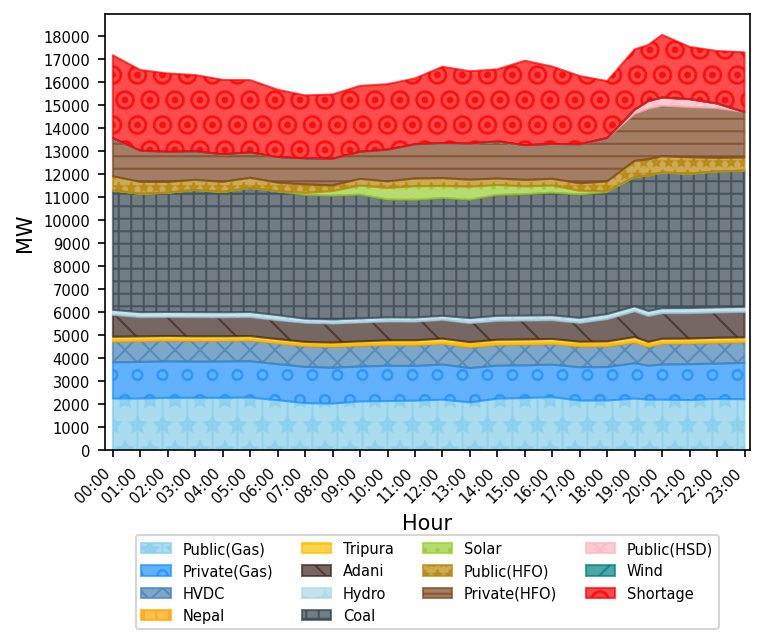 MW
18000
17000
16000
15000
14000
13000
12000
11000
10000
9000
8000
7000
6000
5000
4000
3000
2000
1000
0
00:00 01:00 02:00 03:00 04:00 05:00 06:00 07:00 08:00 09:00 10:00 11:00 12:00 13:00 14:00 15:00 16:00 17:00 18:00 19:00 20:00 21:00 22:00 23:00
Hour
Public(Gas) Tripura Solar Public(HSD)
Private(Gas) Adani Public(HFO) Wind
HVDC Hydro Private(HFO) Shortage
Nepal Coal